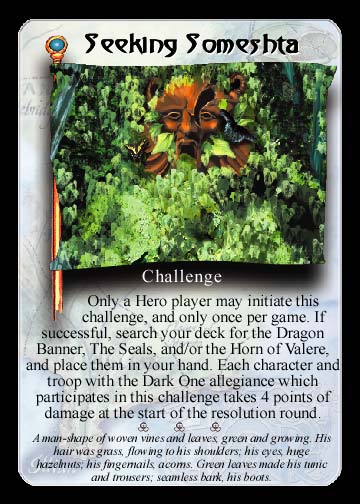 Seeking Someshta
Challenge
Only a Hero player may initiate this
challenge, and only once per game. If
successful, search your deck for the Dragon
Banner, The Seals, and/or the Horn of Valere,
and place them in your hand. Each character and
troop with the Dark One allegiance which
participates in this challenge takes 4 points of
damage at the start of the resolution round.
A man-shape of woven vines and leaves, green and growing. His
hair was grass, flowing to his shoulders; his eyes, huge
hazelnuts; his fingernails, acorns. Green leaves made his tunic
and trousers; seamless bark, his boots.